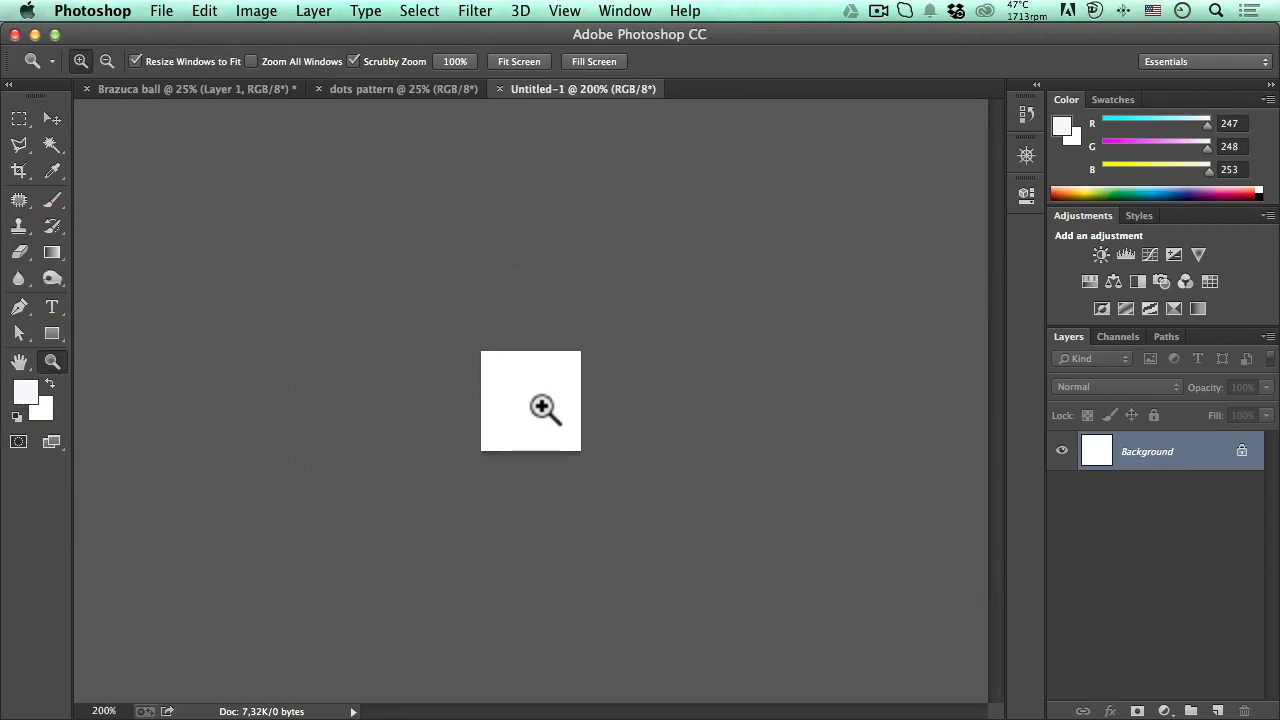 Photoshop File Edit Image Layer Type Select Filter 3D View Window Help 47°C 1713rpm
Adobe Photoshop CC
Resize Windows to Fit Zoom All Windows Scrubby Zoom 100% Fit Screen Fill Screen Essentials
Brazuca ball @ 25% (Layer 1, RGB/8*) * dots pattern @ 25% (RGB/8*) Untitled-1 @ 200% (RGB/8*)
Color Swatches
R 247
G 248
B 253
Adjustments Styles
Add an adjustment
Layers Channels Paths
Kind
Normal Opacity: 100%
Lock: Fill: 100%
Background
200% Doc: 7,32K/0 bytes